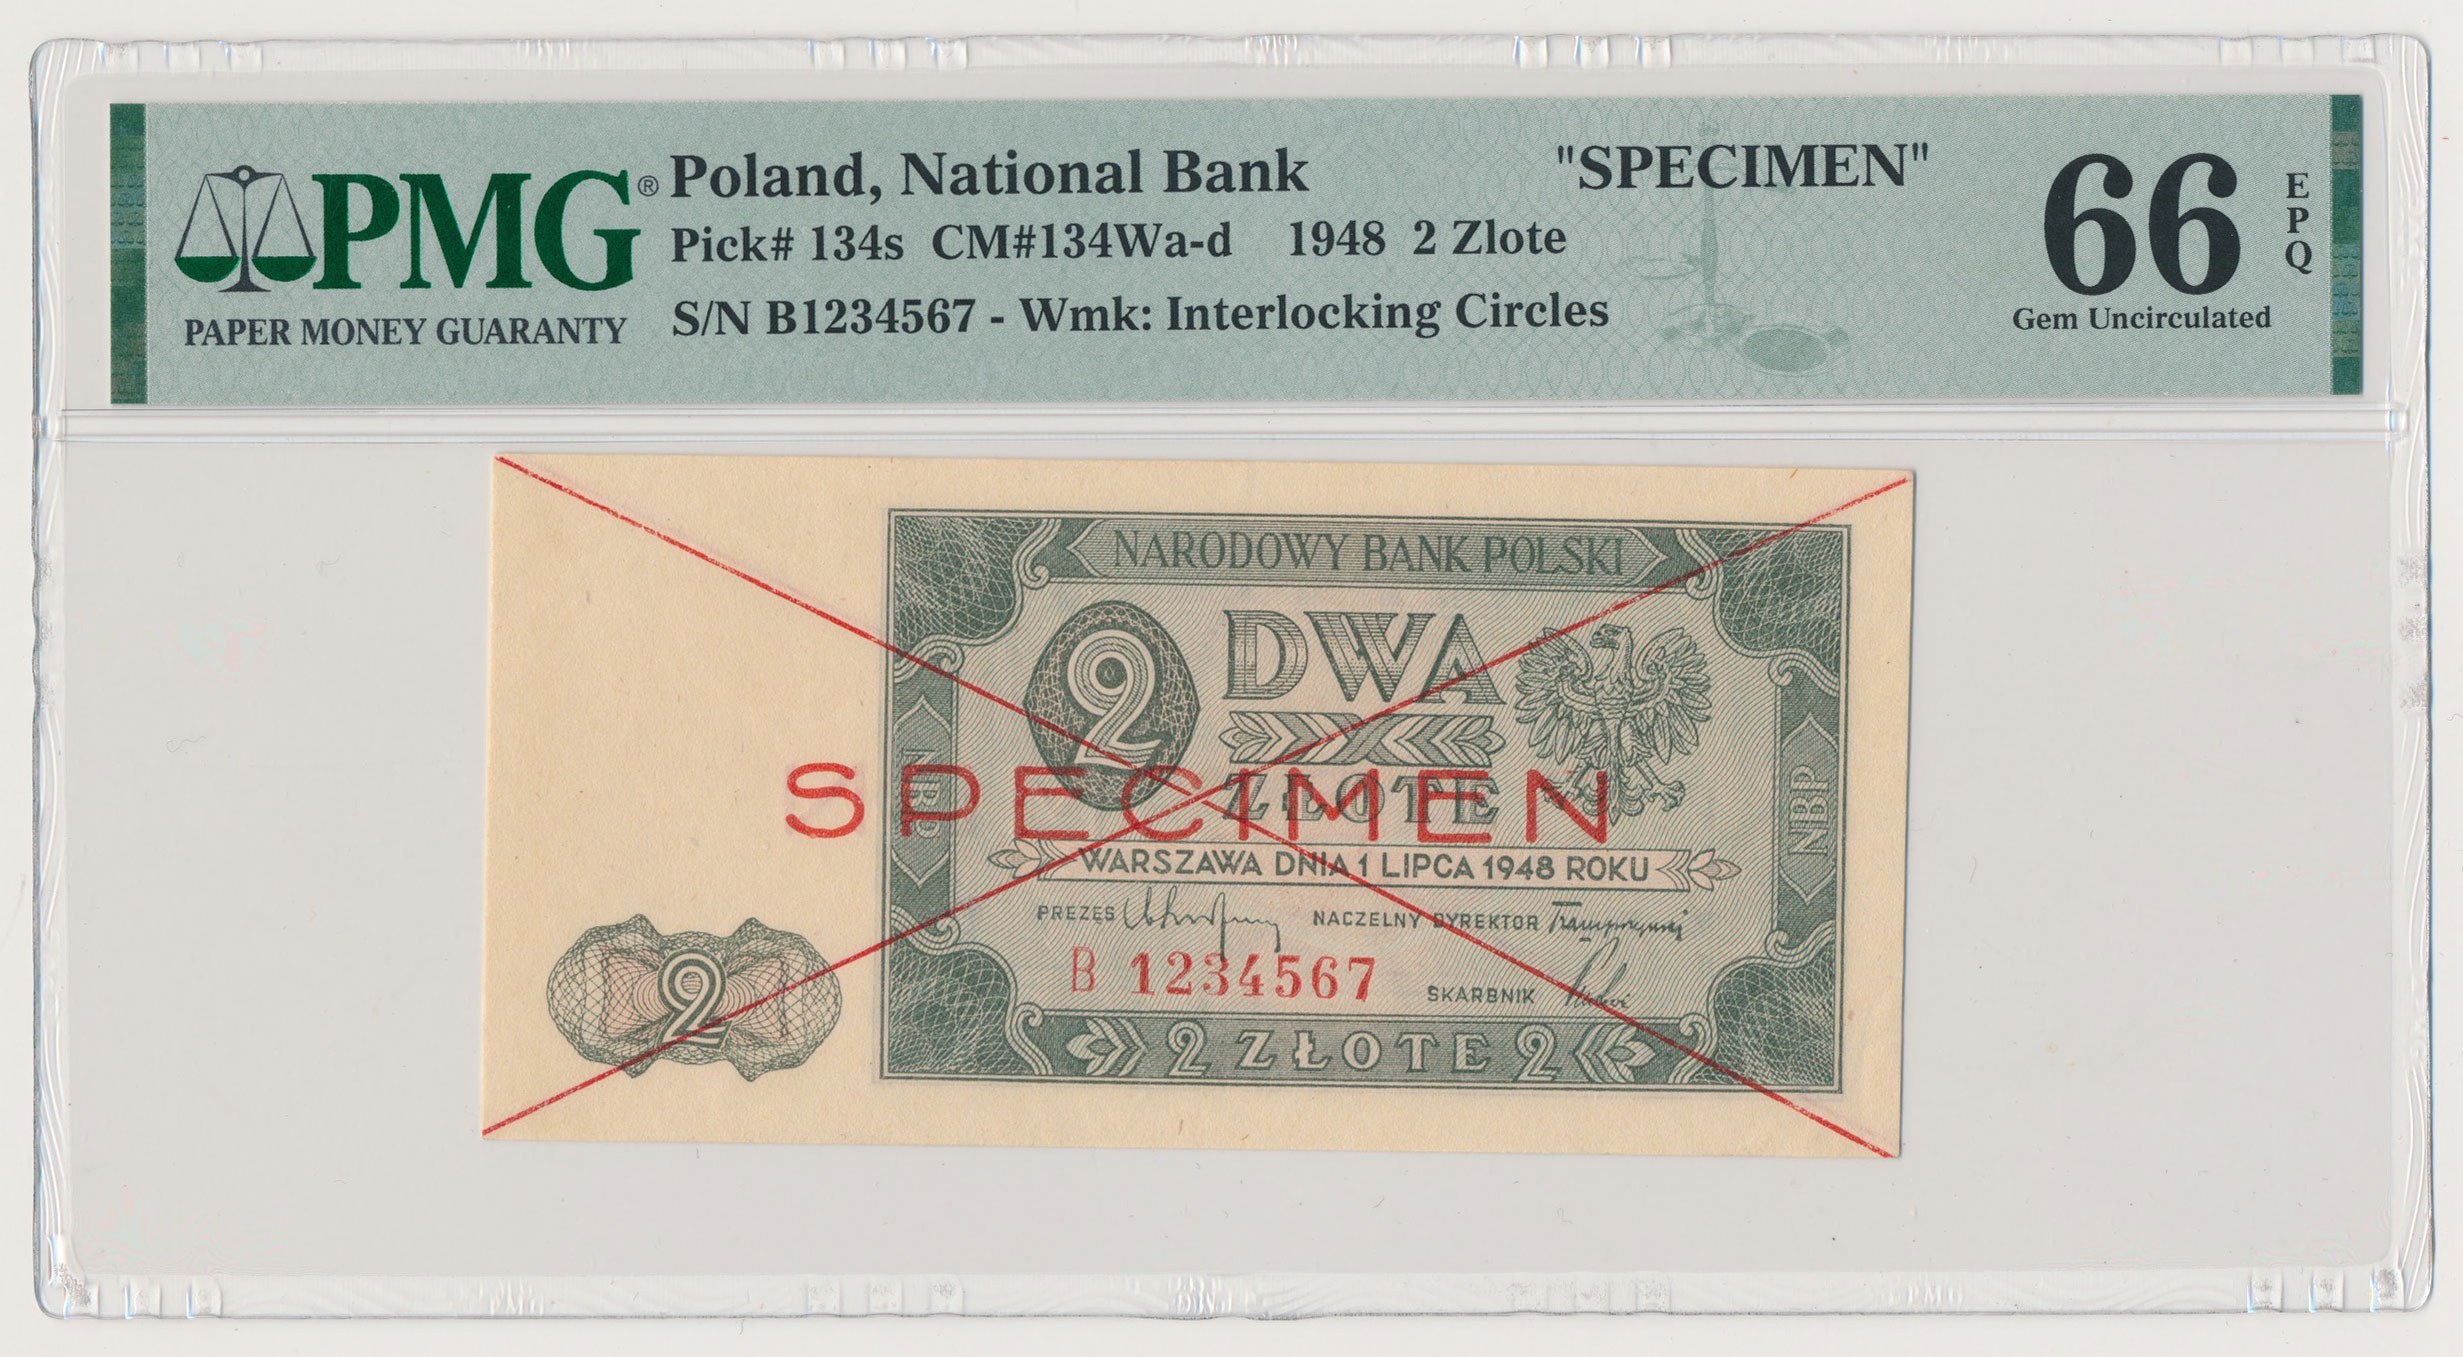 PMG®
PAPER MONEY GUARANTY
Poland, National Bank "SPECIMEN"
Pick# 134s CM#134Wa-d 1948 2 Zlote
S/N B1234567 - Wmk: Interlocking Circles
66 EPQ
Gem Uncirculated
NARODOWY BANK POLSKI
2 DWA
ZŁOTE
SPECIMEN
NBP
NBP
WARSZAWA DNIA 1 LIPCA 1948 ROKU
PREZES NACZELNY DYREKTOR
B 1234567
SKARBNIK
2
2 ZŁOTE 2